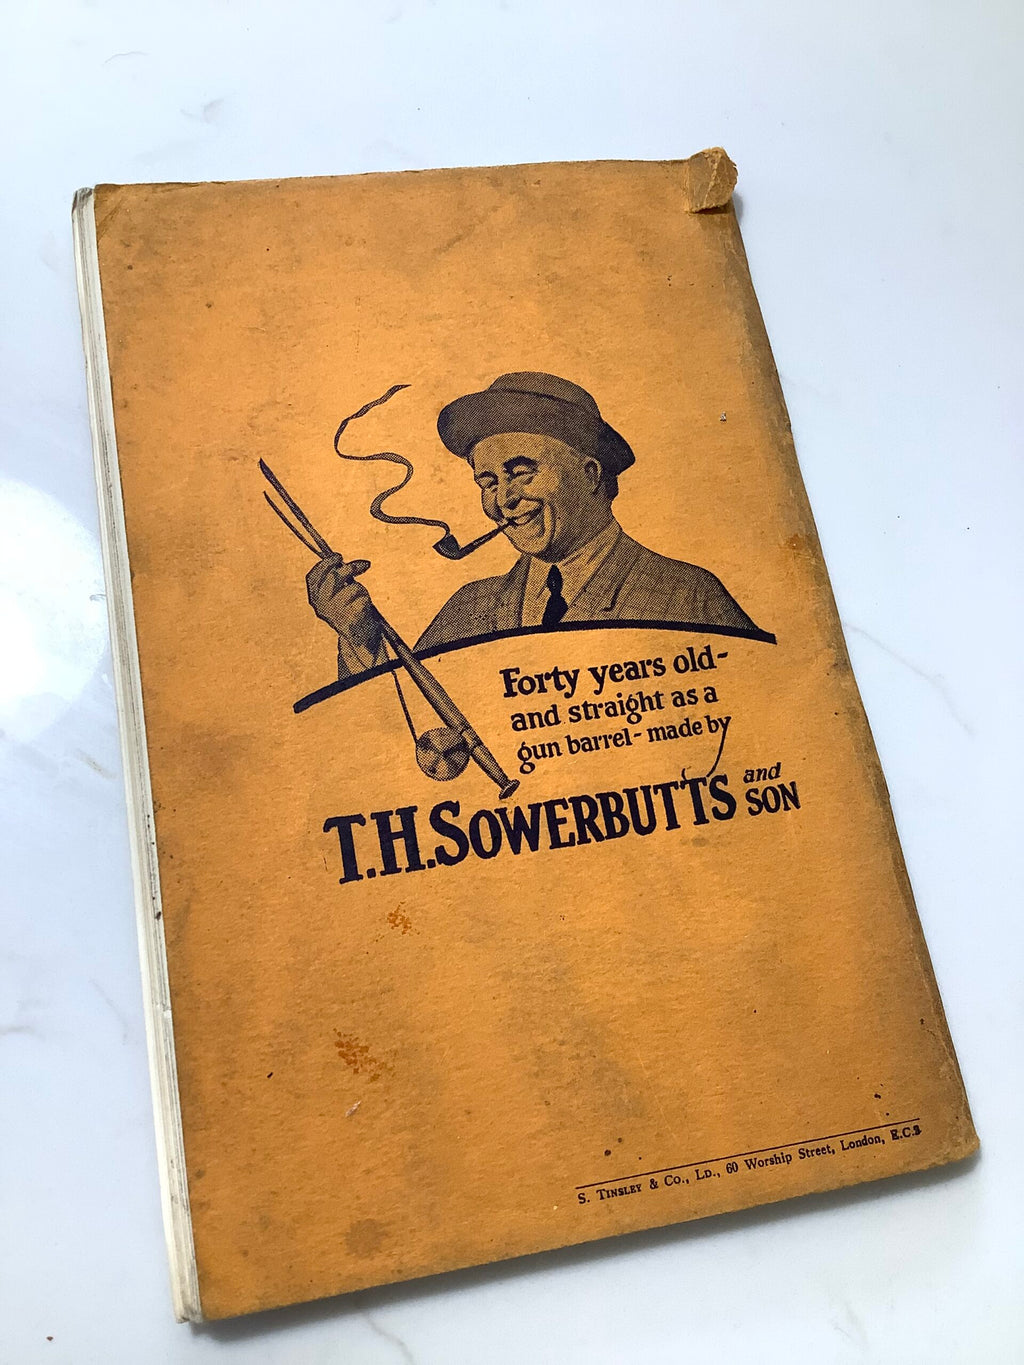 Forty years old-
and straight as a
gun barrel- made by
T.H. SOWERBUTTS and SON
S. TINSLEY & CO., LD., 60 Worship Street, London, E.C.2